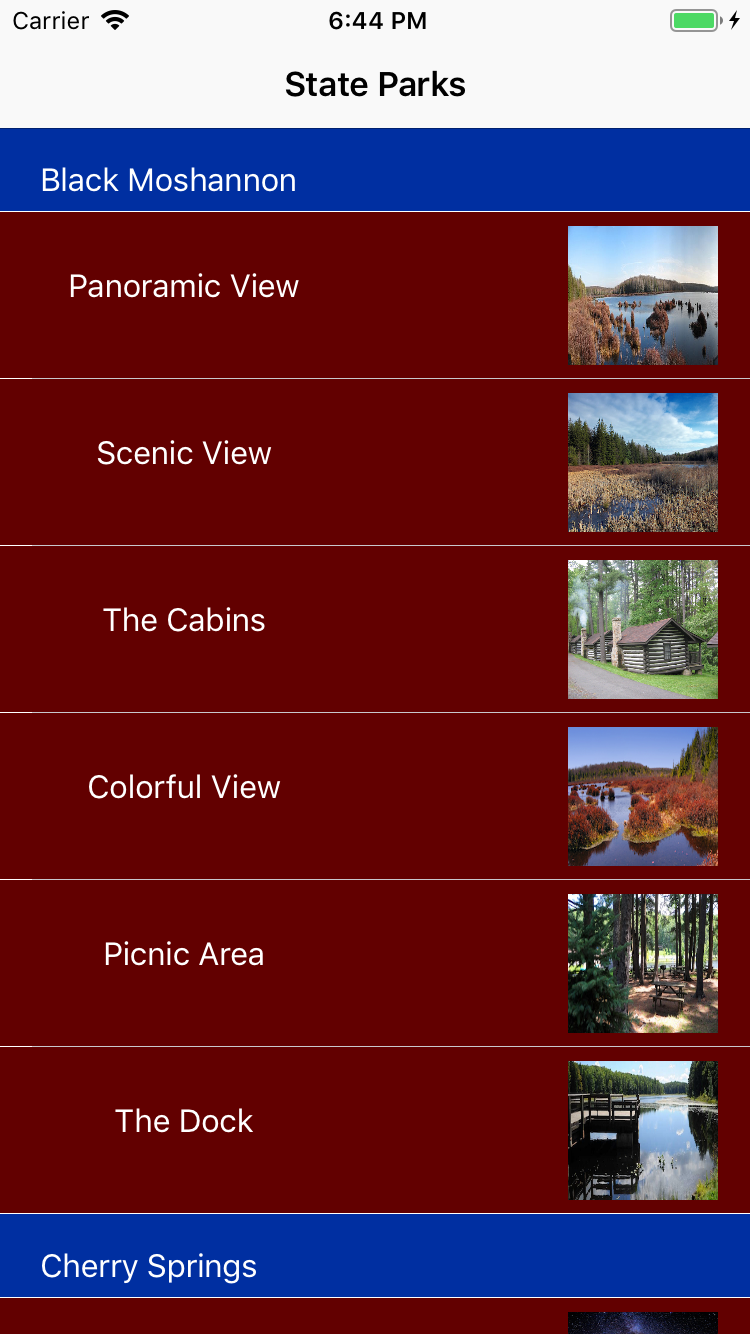 Carrier 6:44 PM
State Parks
Black Moshannon
Panoramic View
Scenic View
The Cabins
Colorful View
Picnic Area
The Dock
Cherry Springs